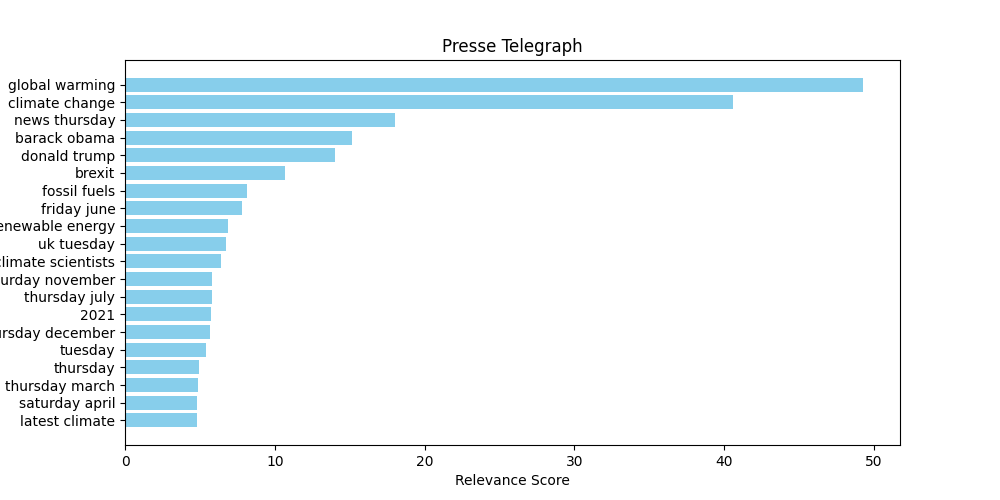 Presse Telegraph
global warming
climate change
news thursday
barack obama
donald trump
brexit
fossil fuels
friday june
enewable energy
uk tuesday
climate scientists
urday november
thursday july
2021
ursday december
tuesday
thursday
thursday march
saturday april
latest climate
0 10 20 30 40 50
Relevance Score